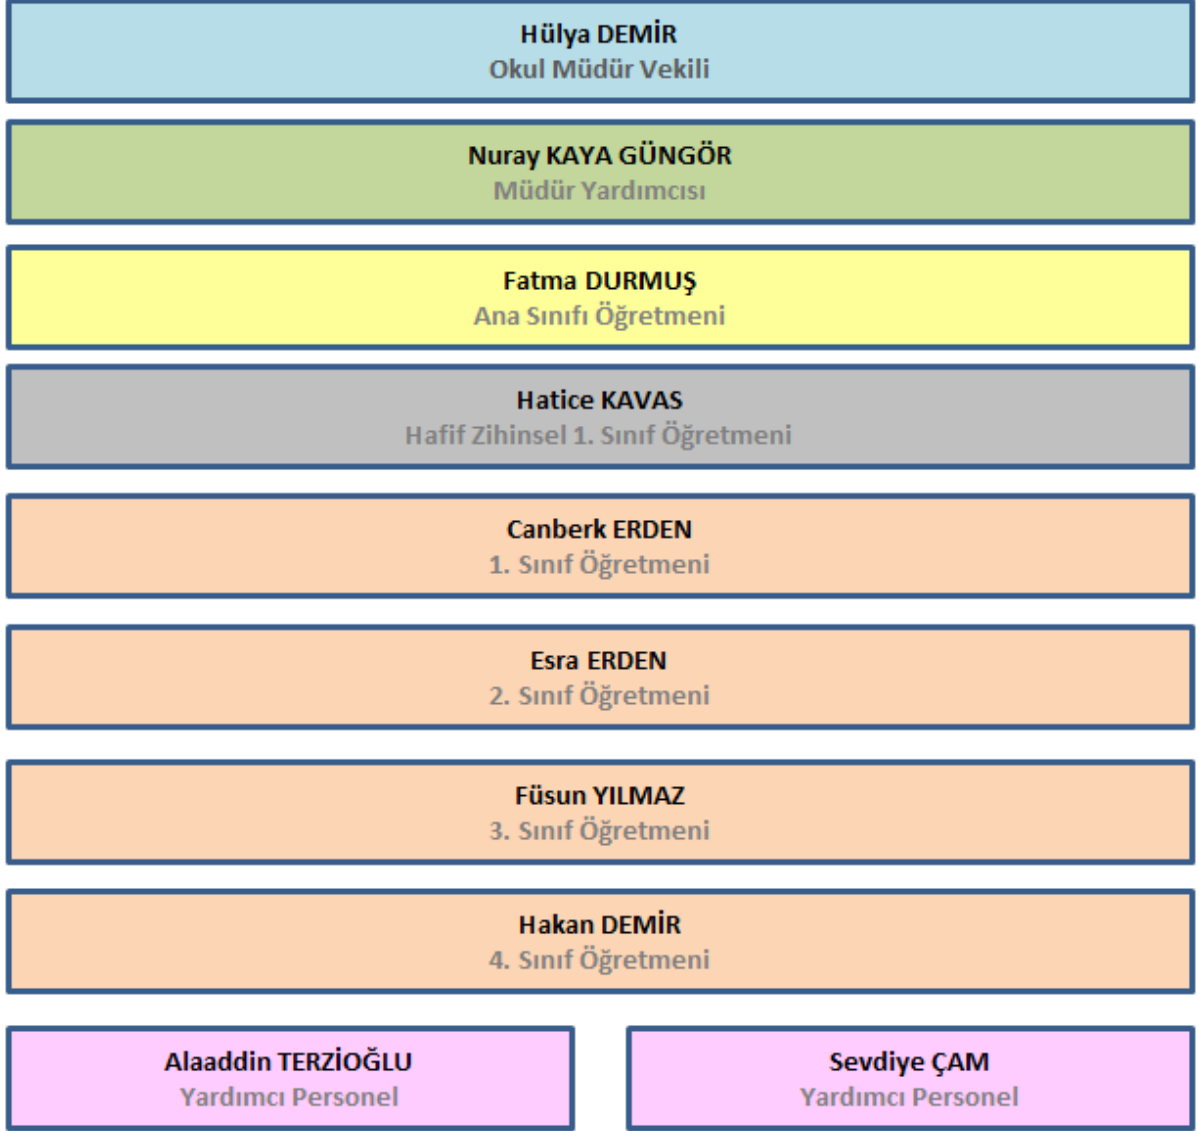 Hülya DEMİR
Okul Müdür Vekili
Nuray KAYA GÜNGÖR
Müdür Yardımcısı
Fatma DURMUŞ
Ana Sınıfı Öğretmeni
Hatice KAVAS
Hafif Zihinsel 1. Sınıf Öğretmeni
Canberk ERDEN
1. Sınıf Öğretmeni
Esra ERDEN
2. Sınıf Öğretmeni
Füsun YILMAZ
3. Sınıf Öğretmeni
Hakan DEMİR
4. Sınıf Öğretmeni
Alaaddin TERZİOĞLU
Yardımcı Personel
Sevdiye ÇAM
Yardımcı Personel